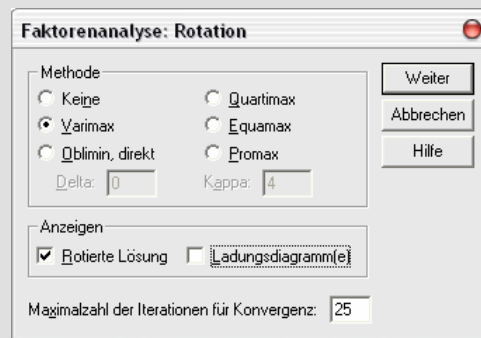 Faktorenanalyse: Rotation
Methode
Keine
Quartimax
Varimax
Equamax
Oblimin, direkt
Promax
Delta: 0
Kappa: 4
Weiter
Abbrechen
Hilfe
Anzeigen
Rotierte Lösung
Ladungsdiagramm(e)
Maximalzahl der Iterationen für Konvergenz: 25